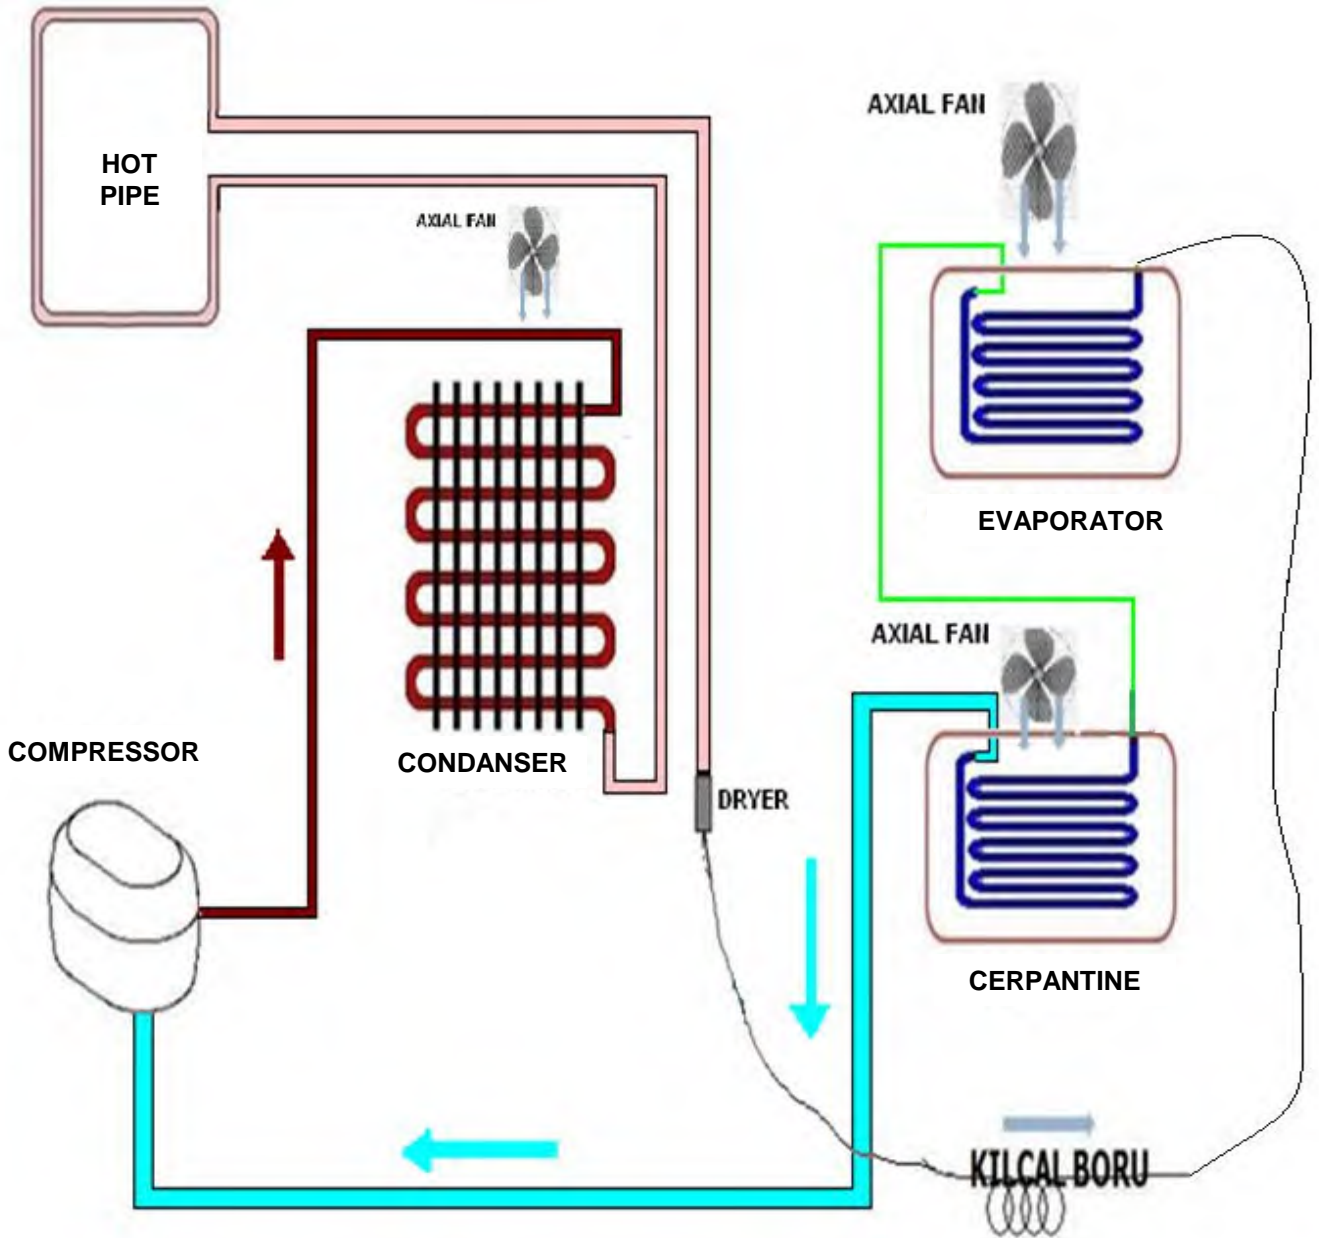 AXIAL FAN
HOT
PIPE
AXIAL FAN
EVAPORATOR
AXIAL FAN
COMPRESSOR
CONDANSER
DRYER
CERPANTINE
KILCAL BORU